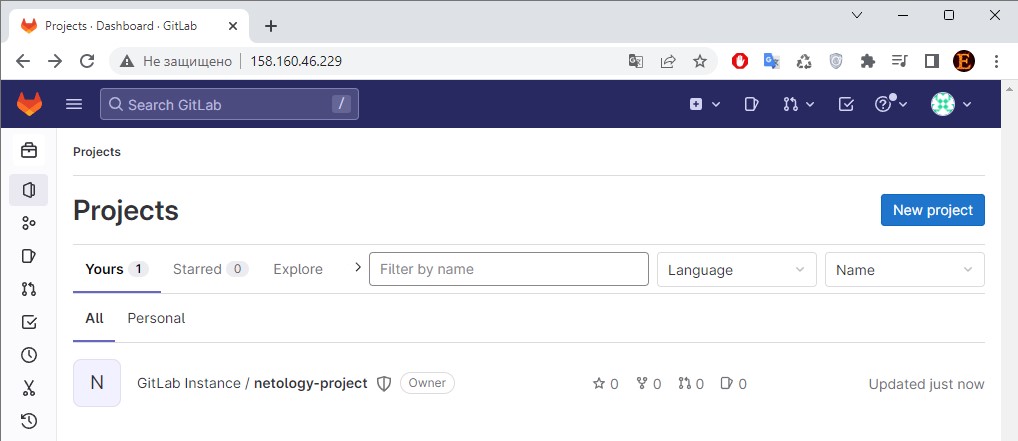 Projects · Dashboard · GitLab
Не защищено 158.160.46.229
Search GitLab /
Projects
Projects
New project
Yours 1 Starred 0 Explore Filter by name Language Name
All Personal
N GitLab Instance / netology-project Owner 0 0 0 0 Updated just now